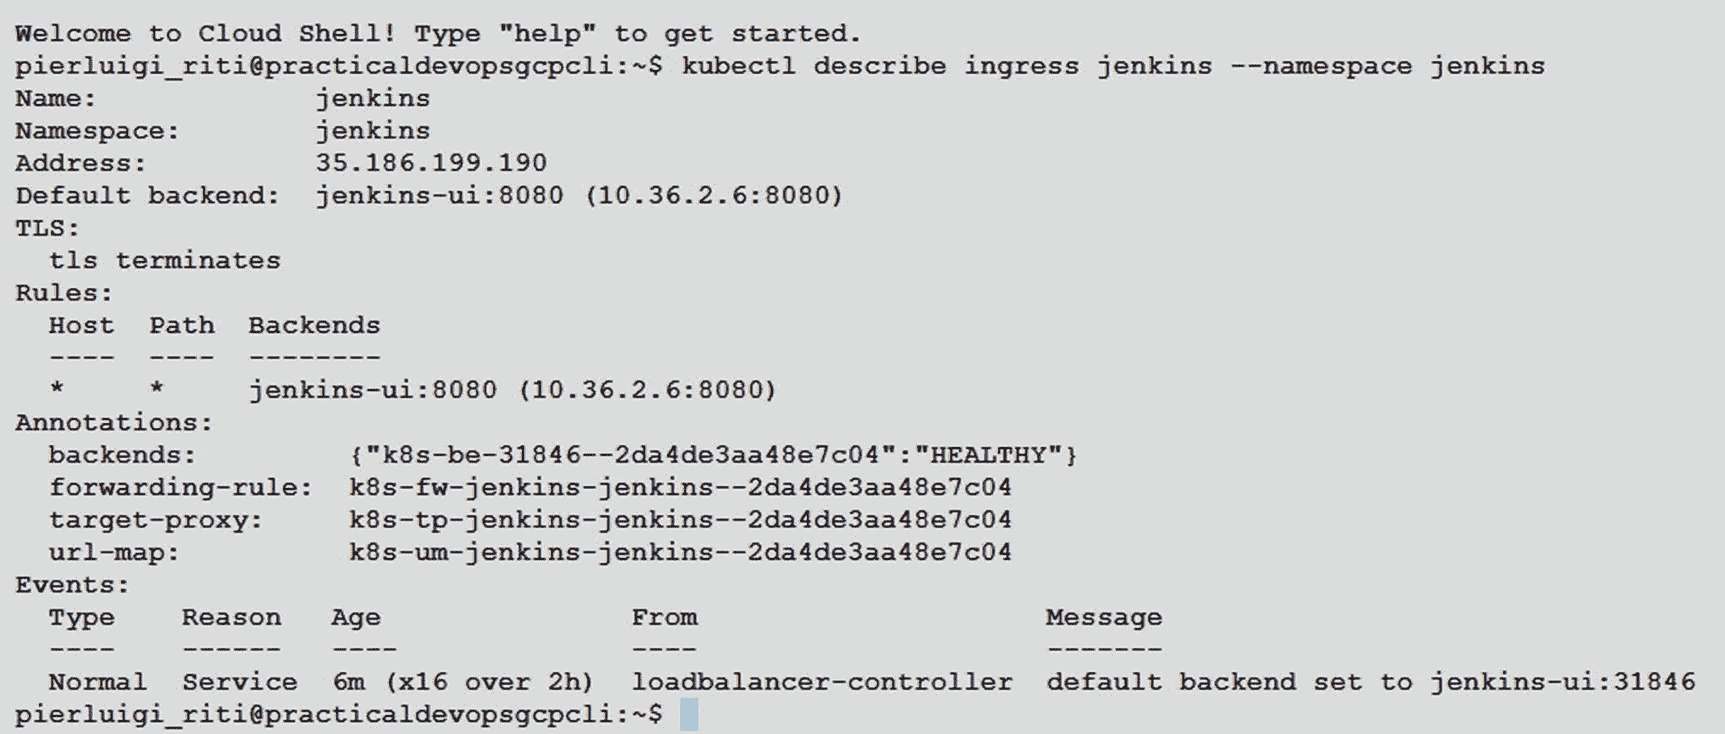 Welcome to Cloud Shell! Type "help" to get started.
pierluigi_riti@practicaldevopsgcpcli:~$ kubectl describe ingress jenkins --namespace jenkins
Name:             jenkins
Namespace:        jenkins
Address:          35.186.199.190
Default backend:  jenkins-ui:8080 (10.36.2.6:8080)
TLS:
  tls terminates
Rules:
  Host  Path  Backends
  ----  ----  --------
  *     *     jenkins-ui:8080 (10.36.2.6:8080)
Annotations:
  backends:         {"k8s-be-31846--2da4de3aa48e7c04":"HEALTHY"}
  forwarding-rule:  k8s-fw-jenkins-jenkins--2da4de3aa48e7c04
  target-proxy:     k8s-tp-jenkins-jenkins--2da4de3aa48e7c04
  url-map:          k8s-um-jenkins-jenkins--2da4de3aa48e7c04
Events:
  Type    Reason   Age               From                     Message
  ----    ------   ----              ----                     -------
  Normal  Service  6m (x16 over 2h)  loadbalancer-controller  default backend set to jenkins-ui:31846
pierluigi_riti@practicaldevopsgcpcli:~$